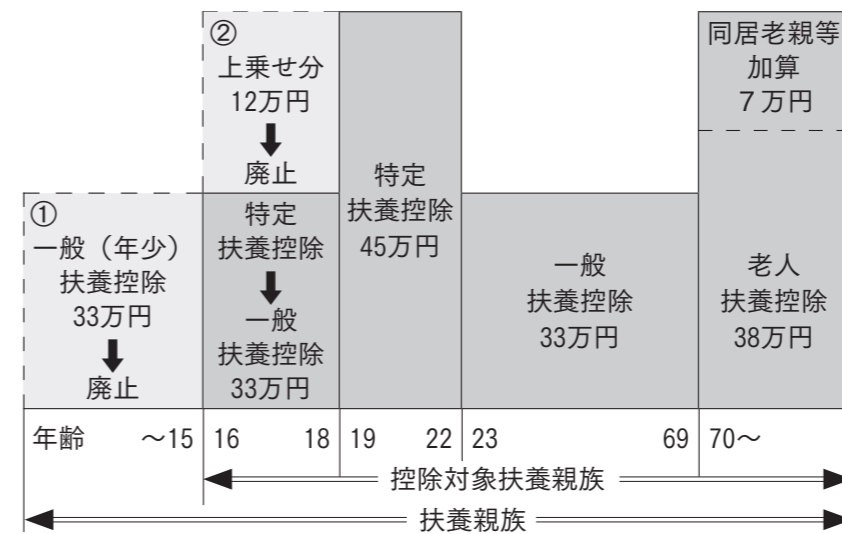 ①
一般（年少）
扶養控除
33万円
廃止
②
上乗せ分
12万円
廃止
特定
扶養控除
一般
扶養控除
33万円
特定
扶養控除
45万円
一般
扶養控除
33万円
同居老親等
加算
７万円
老人
扶養控除
38万円
年齢 ～15 16 18 19 22 23 69 70～
控除対象扶養親族
扶養親族